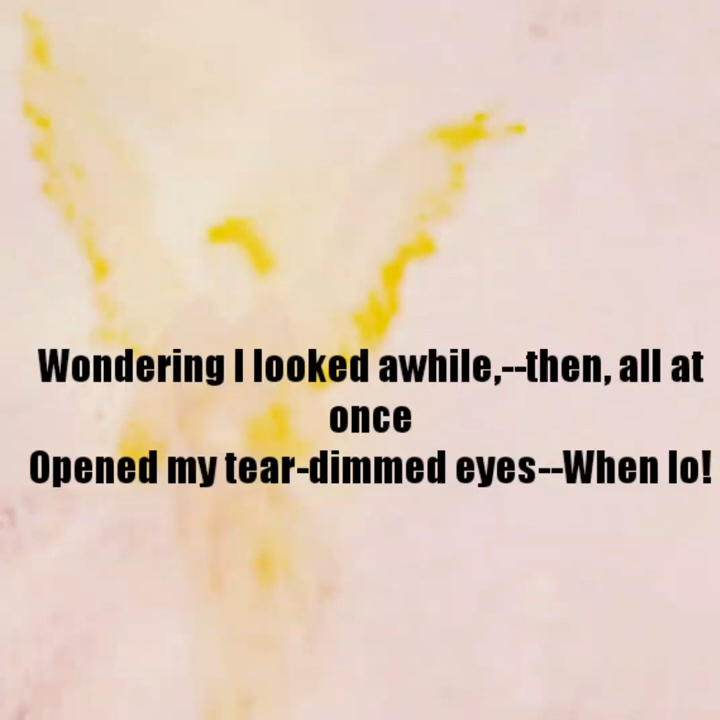 Wondering I looked awhile,--then, all at
once
Opened my tear-dimmed eyes--When lo!